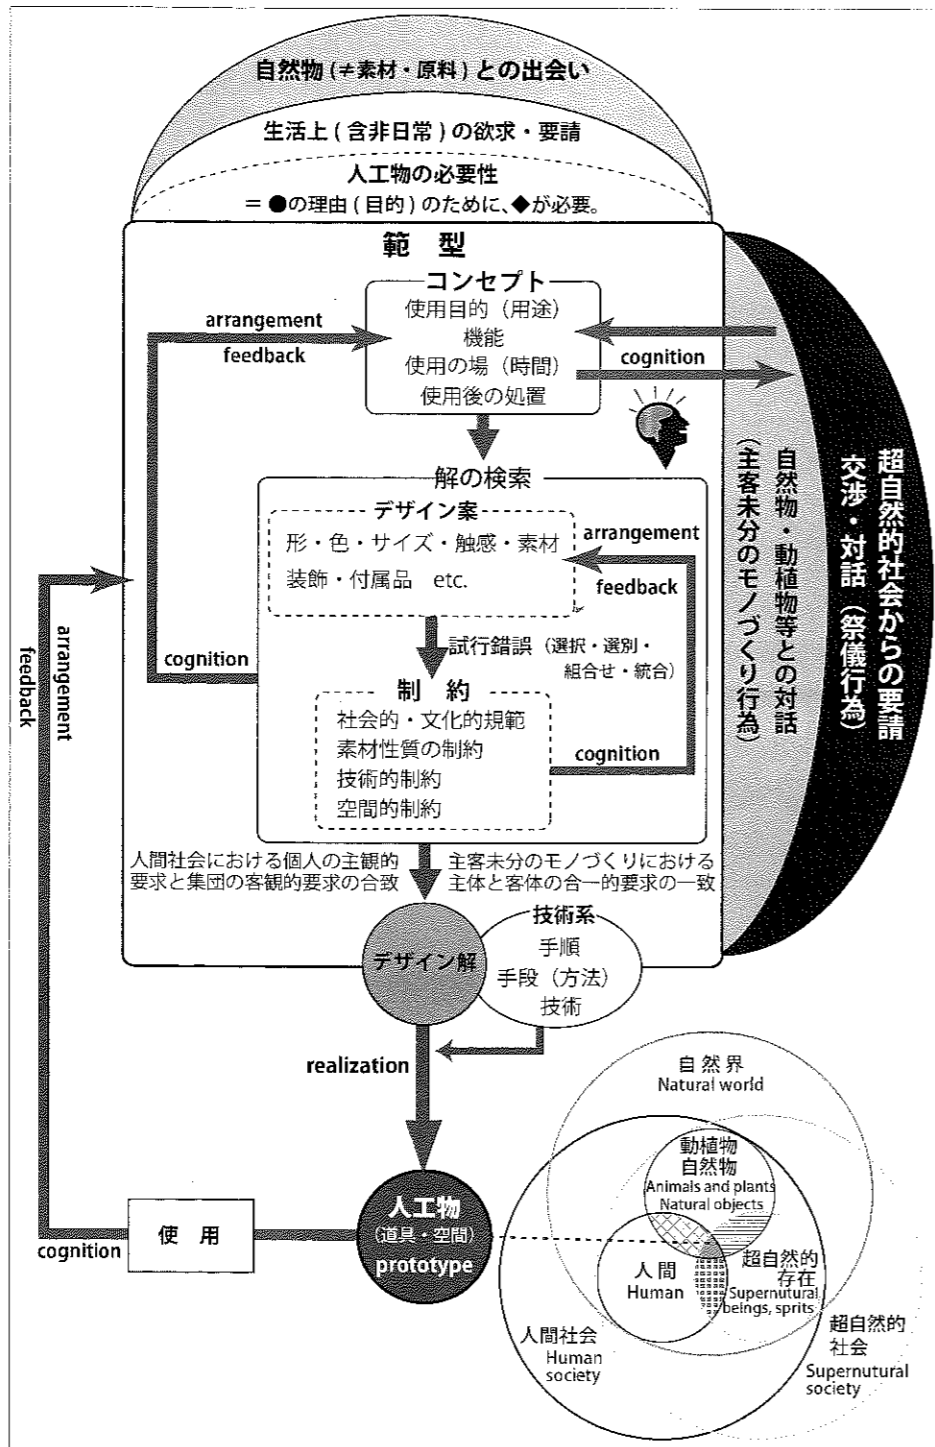 自然物(≠素材・原料)との出会い
生活上(含非日常)の欲求・要請
人工物の必要性
= ●の理由(目的)のために、◆が必要。
範 型
コンセプト
使用目的（用途）
機能
使用の場（時間）
使用後の処置
arrangement
feedback
cognition
解の検索
デザイン案
形・色・サイズ・触感・素材
装飾・付属品 etc.
arrangement
feedback
試行錯誤（選択・選別・
組合せ・統合）
cognition
制 約
社会的・文化的規範
素材性質の制約
技術的制約
空間的制約
cognition
自然物・動植物等との対話
（主客未分のモノづくり行為）
超自然的社会からの要請
交渉・対話（祭儀行為）
arrangement
feedback
人間社会における個人の主観的
要求と集団の客観的要求の合致
主客未分のモノづくりにおける
主体と客体の合一的要求の一致
デザイン解
技術系
手順
手段（方法）
技術
realization
人工物
（道具・空間）
prototype
使 用
cognition
自然界
Natural world
動植物
自然物
Animals and plants
Natural objects
人間
Human
超自然的
存在
Supernutural
beings, sprits
人間社会
Human
society
超自然的
社会
Supernutural
society